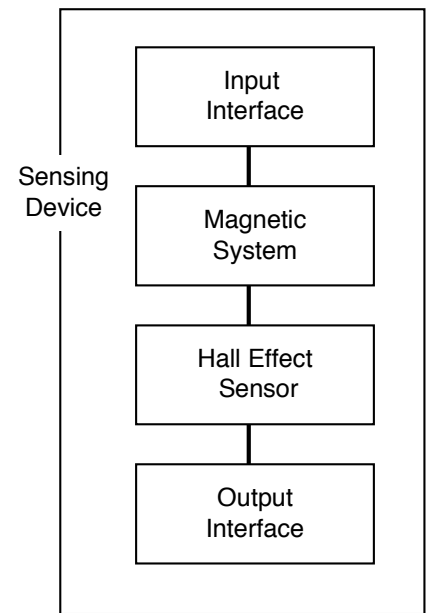 Input
Interface
Sensing
Device
Magnetic
System
Hall Effect
Sensor
Output
Interface